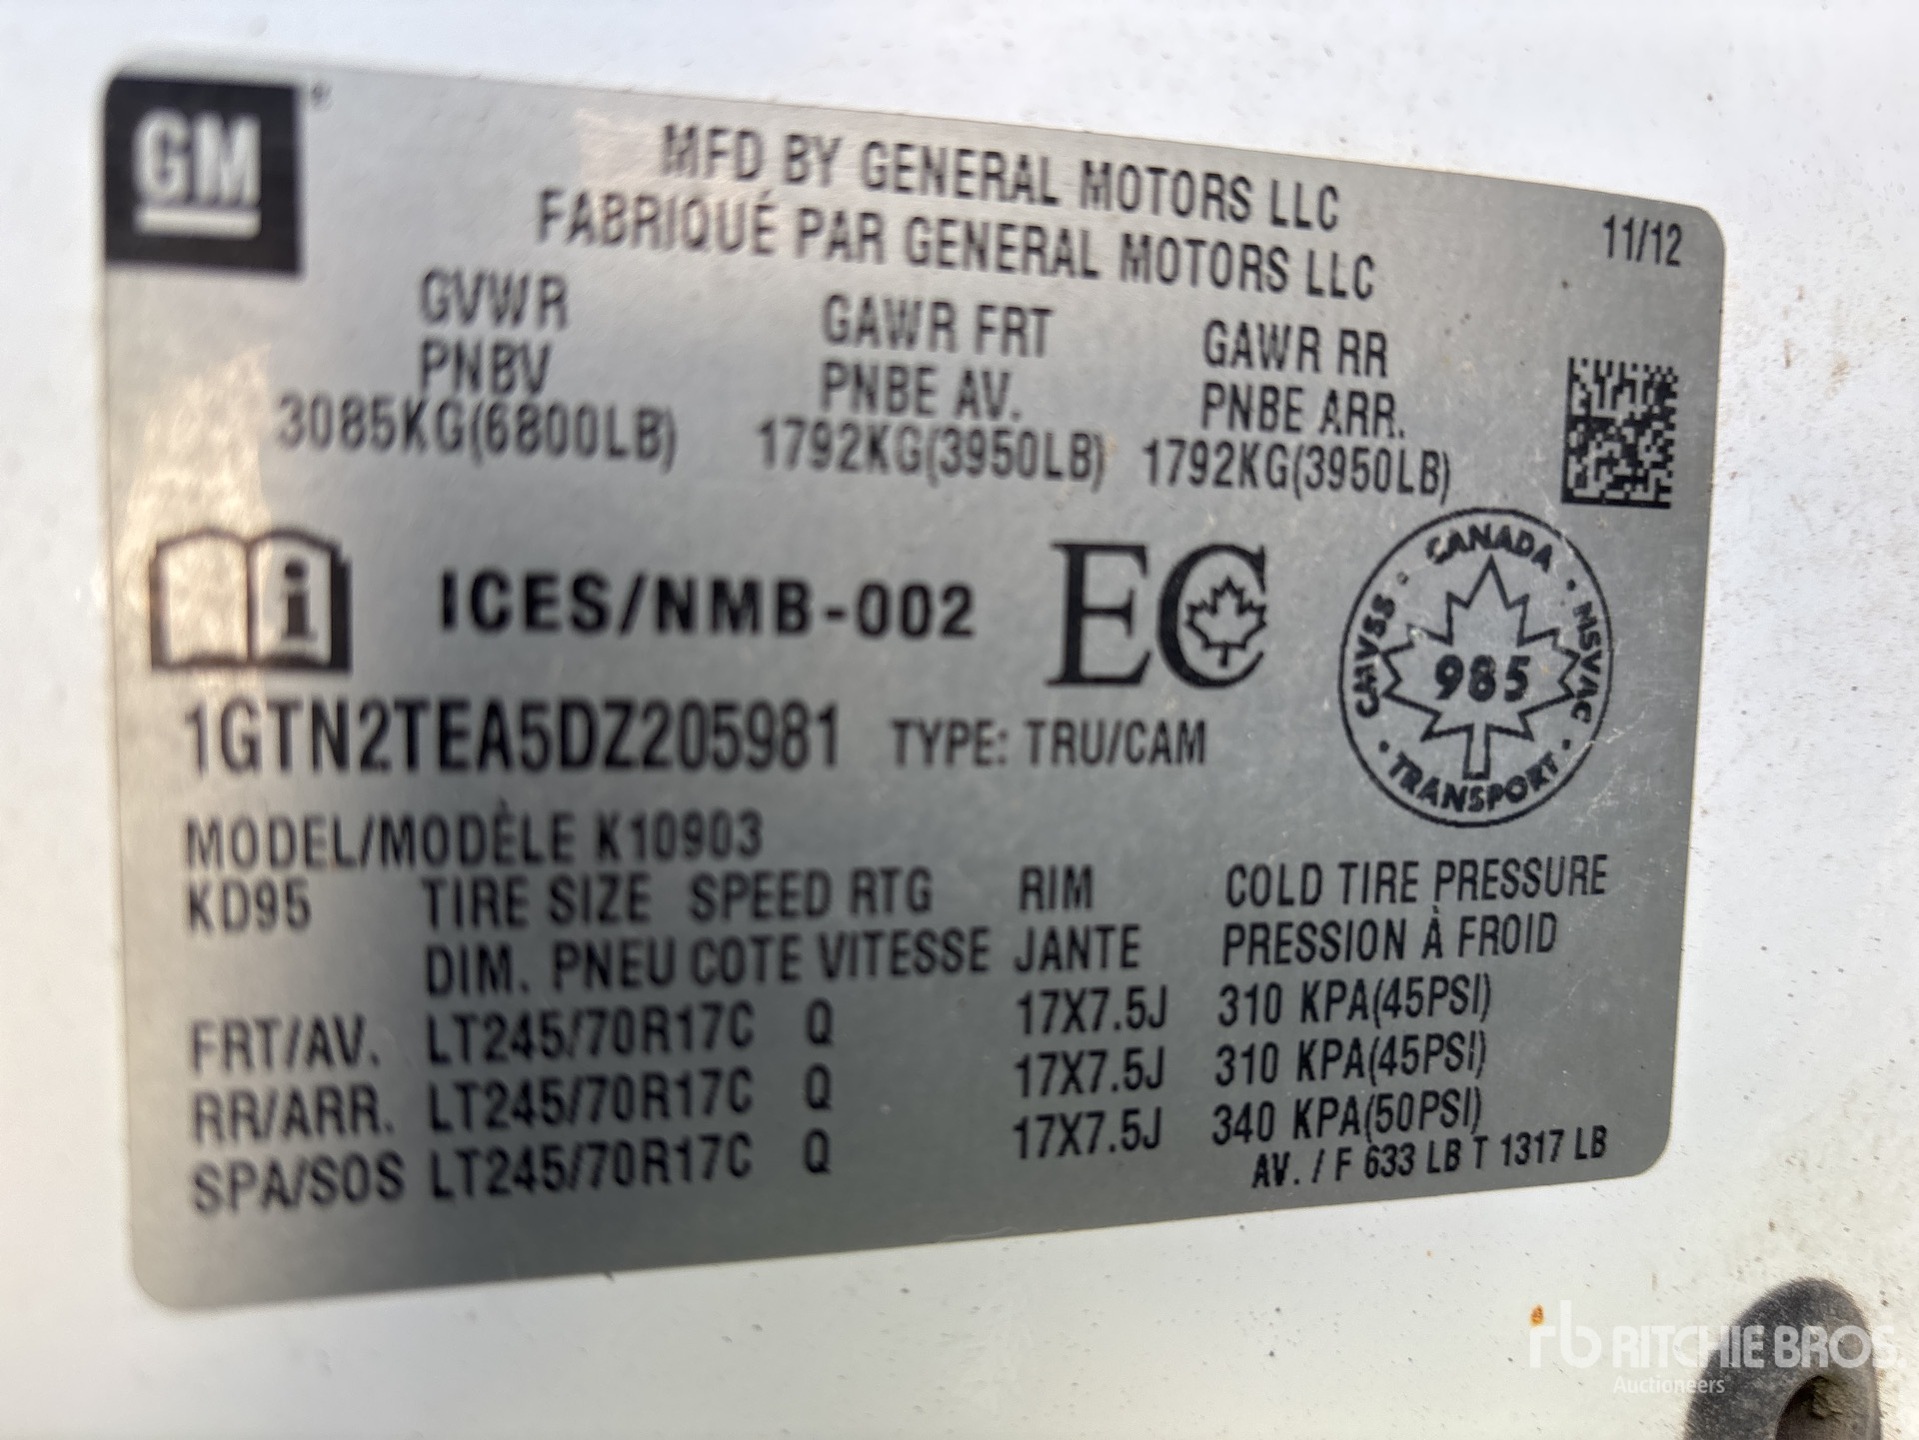 GM
MFD BY GENERAL MOTORS LLC
FABRIQUÉ PAR GENERAL MOTORS LLC
11/12
GVWR GAWR FRT GAWR RR
PNBV PNBE AV. PNBE ARR.
3085KG(6800LB) 1792KG(3950LB) 1792KG(3950LB)
i ICES/NMB-002 EC
CANADA · NSVAC · TRANSPORT · CMVSS ·
985
1GTN2TEA5DZ205981 TYPE: TRU/CAM
MODEL/MODÈLE K10903
KD95 TIRE SIZE SPEED RTG RIM COLD TIRE PRESSURE
DIM. PNEU COTE VITESSE JANTE PRESSION À FROID
FRT/AV. LT245/70R17C Q 17X7.5J 310 KPA(45PSI)
RR/ARR. LT245/70R17C Q 17X7.5J 310 KPA(45PSI)
SPA/SOS LT245/70R17C Q 17X7.5J 340 KPA(50PSI)
AV. / F 633 LB T 1317 LB
rb RITCHIE BROS.
Auctioneers